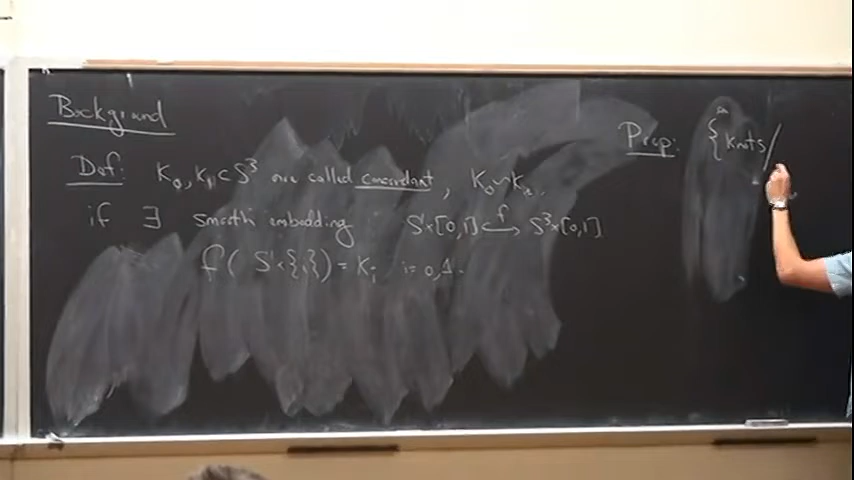 Background
Def: K₀, K₁ ⊂ S³ are called concordant, K₀ ~ K₁,
if ∃ smooth embedding S¹×[0,1] ↪ᶠ S³×[0,1]
f( S¹×{i}) = Kᵢ i=0,1.
Prop: { Knots /